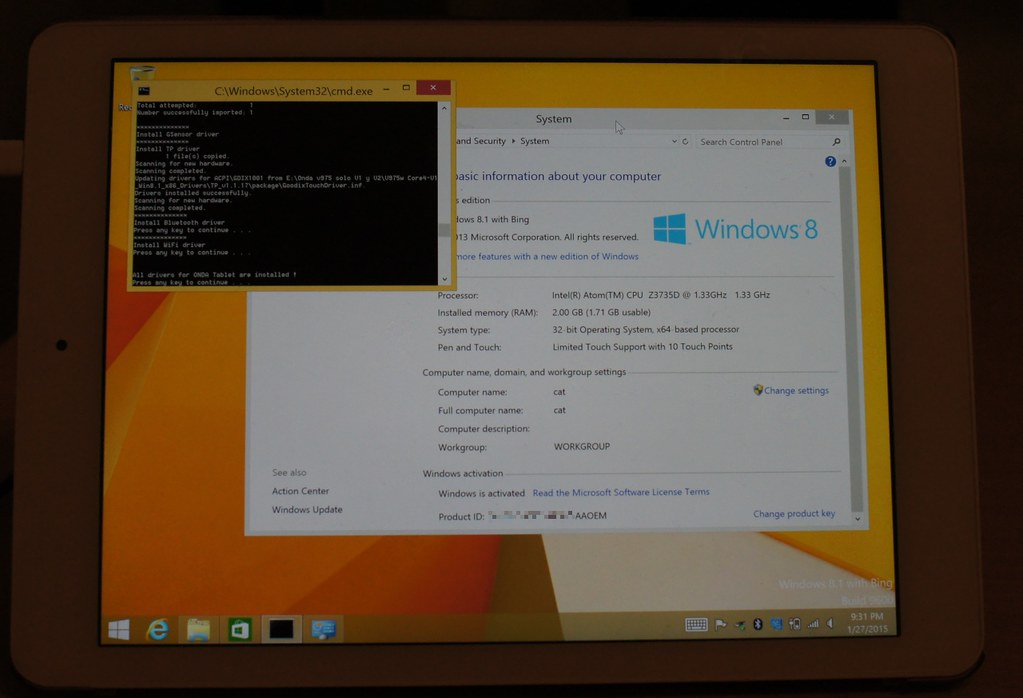 C:\Windows\System32\cmd.exe
Total attempted: 1
Number successfully imported: 1
==============
Install GSensor driver
==============
Install TP driver
1 file(s) copied.
Scanning for new hardware.
Scanning completed.
Updating drivers for ACPI\GDIX1001 from E:\Onda v975 solo V1 y V2\V975w Core4-V1
_Win8.1_x86_Drivers\TP_v1.1.17\package\GoodixTouchDriver.inf.
Drivers installed successfully.
Scanning for new hardware.
Scanning completed.
==============
Install Bluetooth driver
Press any key to continue . . .
==============
Install WiFi driver
Press any key to continue . . .
All drivers for ONDA Tablet are installed !
Press any key to continue . . .
Re
System
and Security ▸ System
Search Control Panel
?
basic information about your computer
s edition
dows 8.1 with Bing
013 Microsoft Corporation. All rights reserved.
Windows 8
more features with a new edition of Windows
Processor: Intel(R) Atom(TM) CPU Z3735D @ 1.33GHz 1.33 GHz
Installed memory (RAM): 2.00 GB (1.71 GB usable)
System type: 32-bit Operating System, x64-based processor
Pen and Touch: Limited Touch Support with 10 Touch Points
Computer name, domain, and workgroup settings
Computer name: cat
Change settings
Full computer name: cat
Computer description:
Workgroup: WORKGROUP
See also
Action Center
Windows Update
Windows activation
Windows is activated Read the Microsoft Software License Terms
Product ID: AAOEM
Change product key
Windows 8.1 with Bing
Build 9600
9:31 PM
1/27/2015